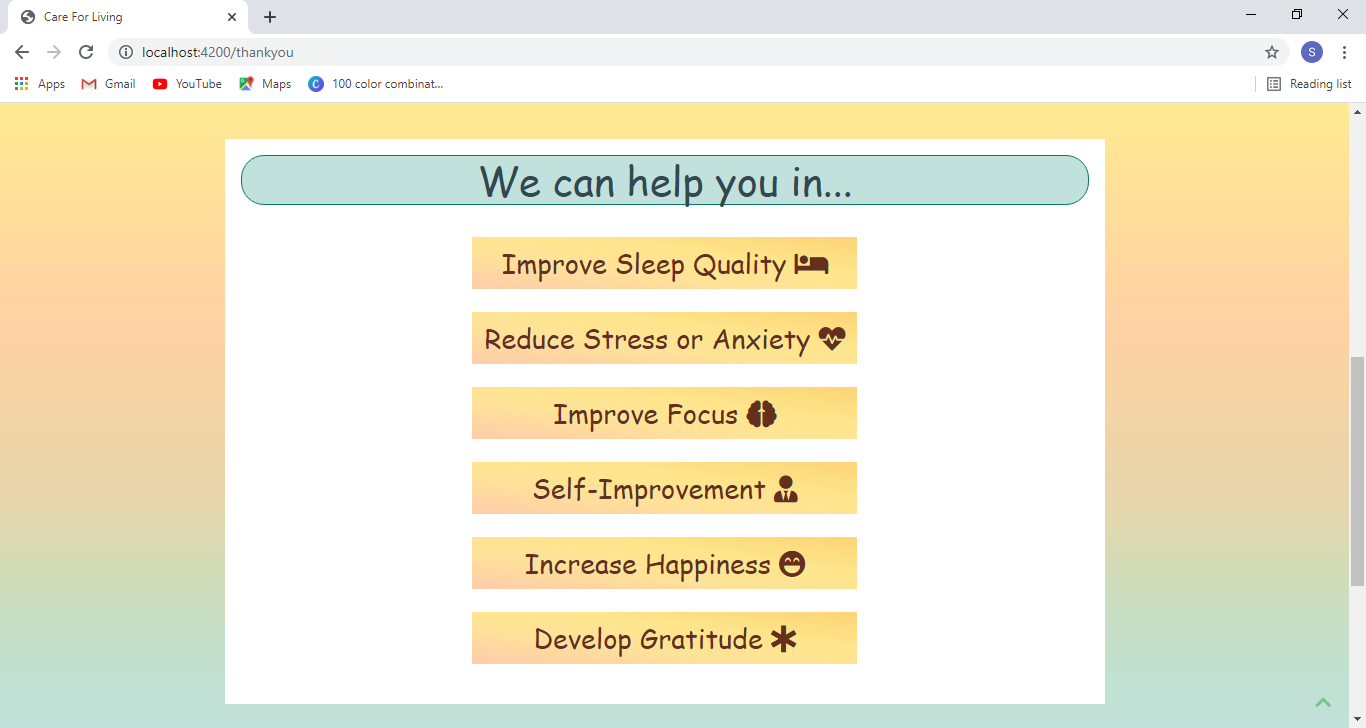 Care For Living
localhost:4200/thankyou
S
Apps Gmail YouTube Maps C 100 color combinat... Reading list
We can help you in...
Improve Sleep Quality
Reduce Stress or Anxiety
Improve Focus
Self-Improvement
Increase Happiness
Develop Gratitude